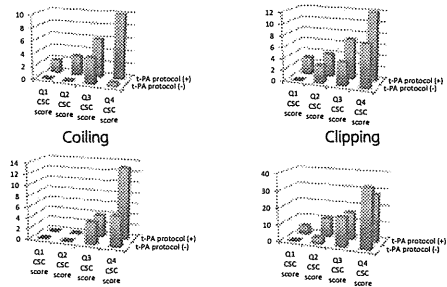 10
8
6
4
2
0
t-PA protocol (+)
t-PA protocol (-)
Q1 CSC score
Q2 CSC score
Q3 CSC score
Q4 CSC score
12
10
8
6
4
2
0
t-PA protocol (+)
t-PA protocol (-)
Q1 CSC score
Q2 CSC score
Q3 CSC score
Q4 CSC score
Coiling
Clipping
14
12
10
8
6
4
2
0
t-PA protocol (+)
t-PA protocol (-)
Q1 CSC score
Q2 CSC score
Q3 CSC score
Q4 CSC score
40
30
20
10
0
t-PA protocol (+)
t-PA protocol (-)
Q1 CSC score
Q2 CSC score
Q3 CSC score
Q4 CSC score